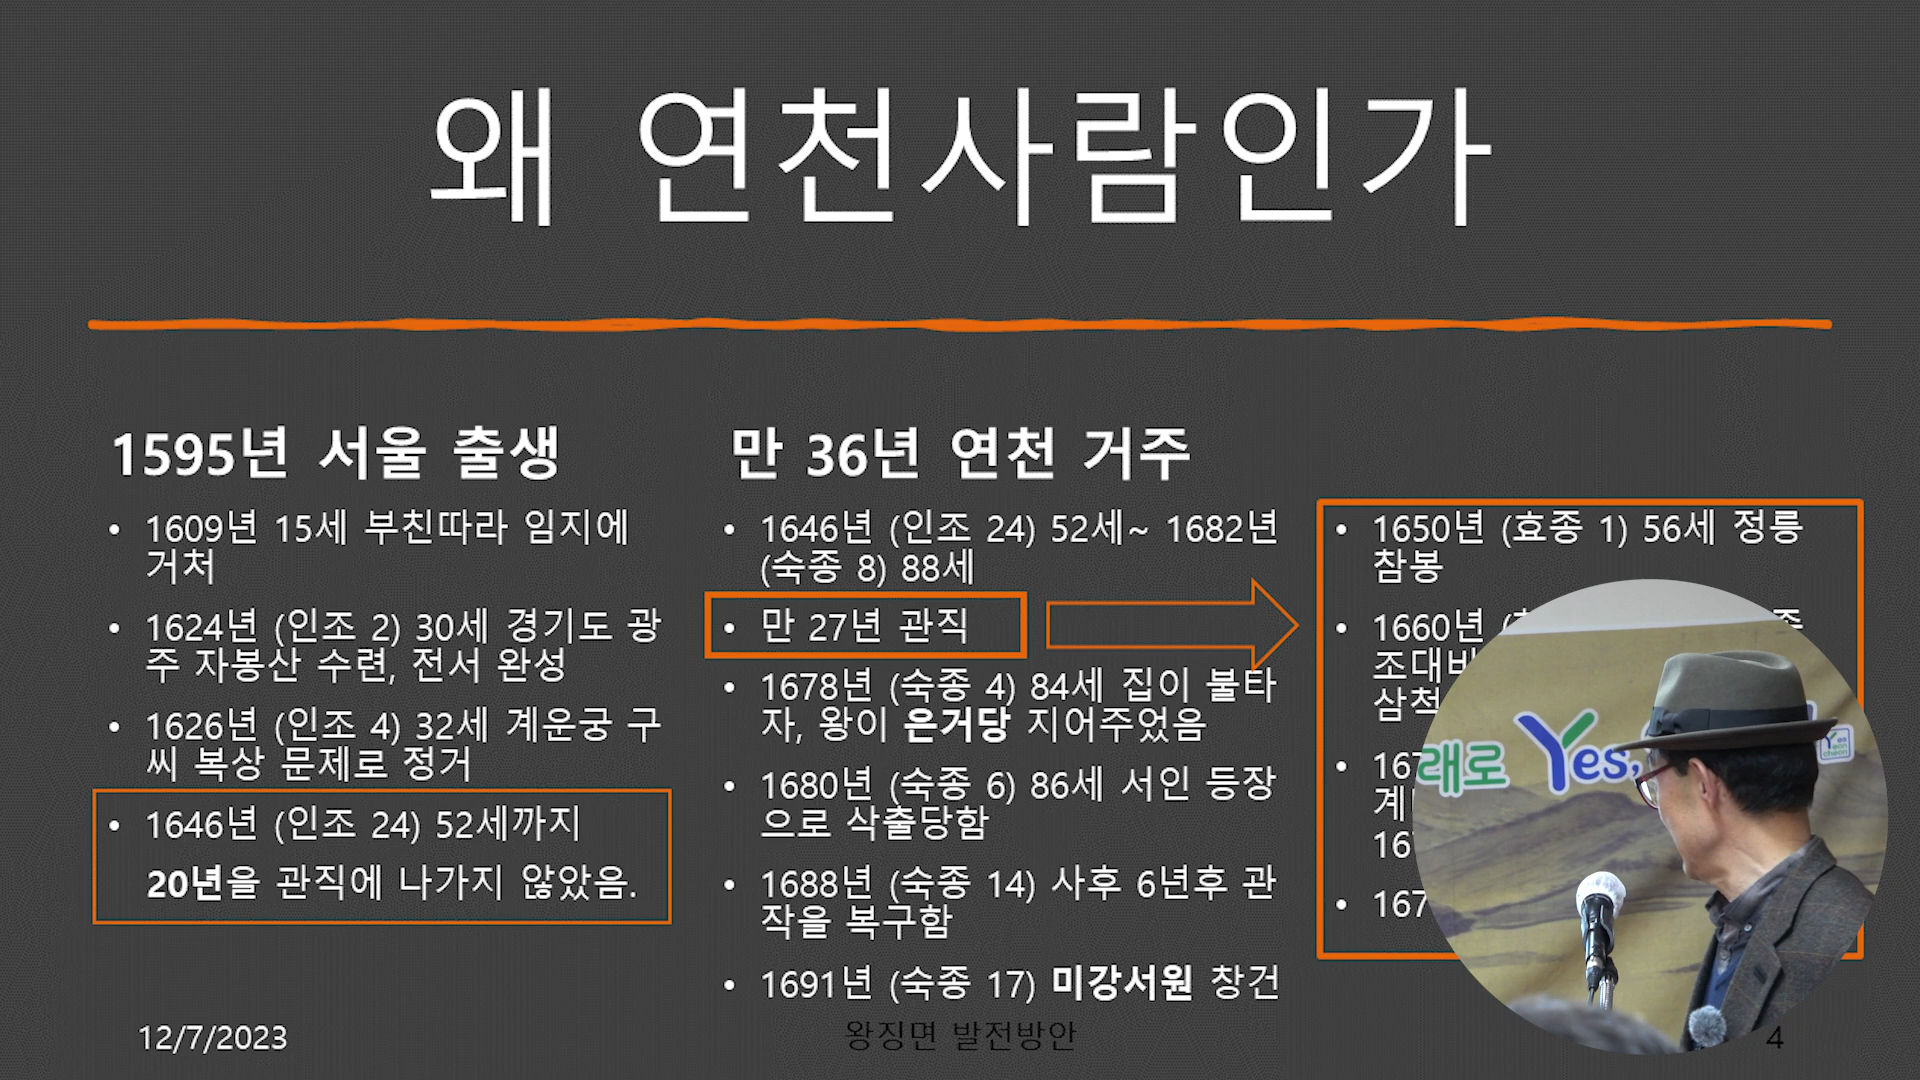 왜 연천사람인가
1595년 서울 출생
• 1609년 15세 부친따라 임지에
거처
• 1624년 (인조 2) 30세 경기도 광
주 자봉산 수련, 전서 완성
• 1626년 (인조 4) 32세 계운궁 구
씨 복상 문제로 정거
• 1646년 (인조 24) 52세까지
20년을 관직에 나가지 않았음.
만 36년 연천 거주
• 1646년 (인조 24) 52세~ 1682년
(숙종 8) 88세
• 만 27년 관직
• 1678년 (숙종 4) 84세 집이 불타
자, 왕이 은거당 지어주었음
• 1680년 (숙종 6) 86세 서인 등장
으로 삭출당함
• 1688년 (숙종 14) 사후 6년후 관
작을 복구함
• 1691년 (숙종 17) 미강서원 창건
• 1650년 (효종 1) 56세 정릉
참봉
• 1660년
조대비
삼척
래로 Yes,
12/7/2023
왕징면 발전방안
4